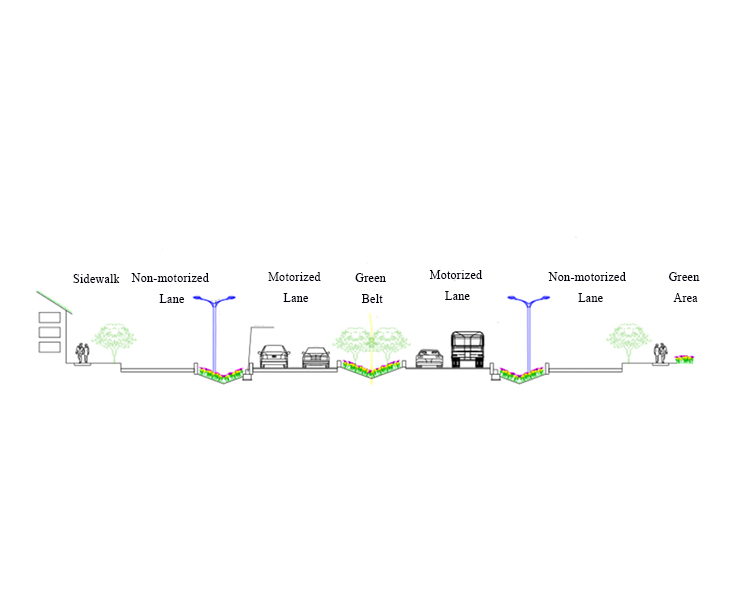 Sidewalk
Non-motorized
Lane
Motorized
Lane
Green
Belt
Motorized
Lane
Non-motorized
Lane
Green
Area